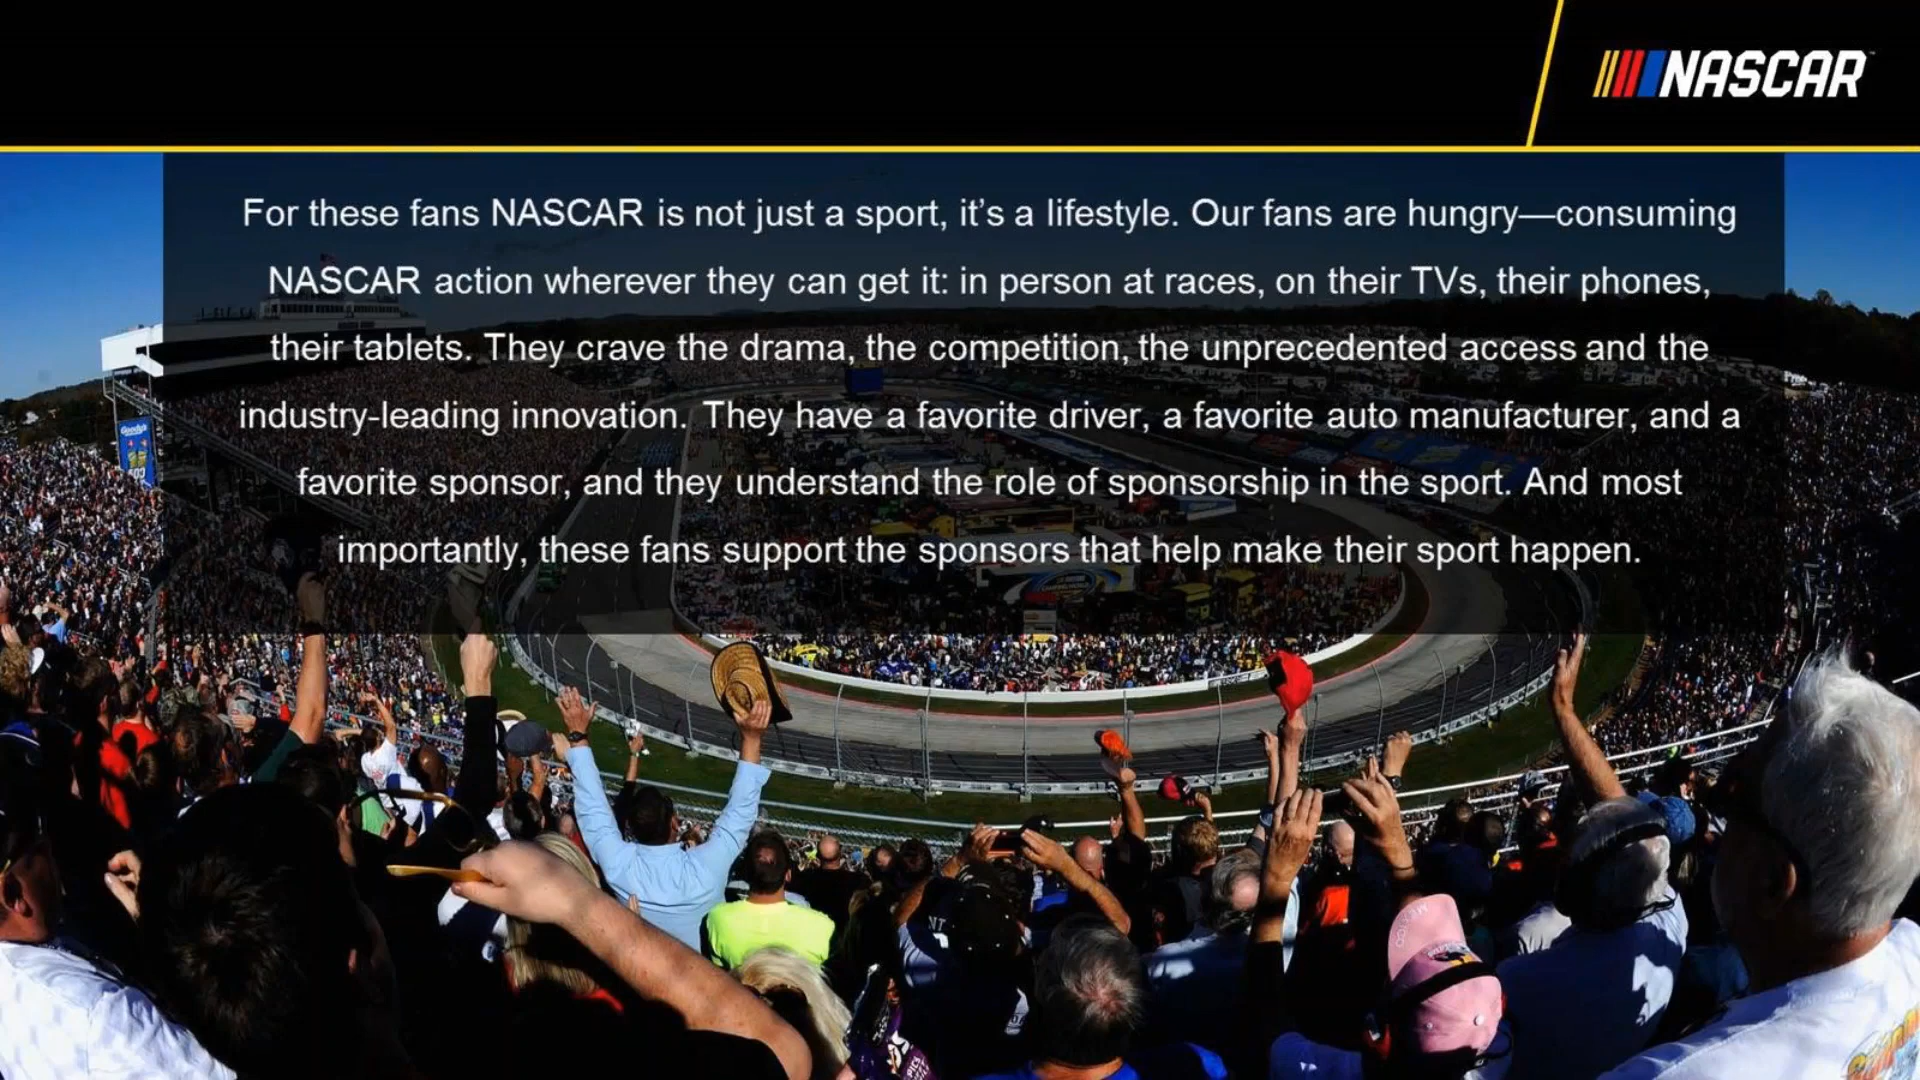 NASCAR
For these fans NASCAR is not just a sport, it’s a lifestyle. Our fans are hungry—consuming
NASCAR action wherever they can get it: in person at races, on their TVs, their phones,
their tablets. They crave the drama, the competition, the unprecedented access and the
industry-leading innovation. They have a favorite driver, a favorite auto manufacturer, and a
favorite sponsor, and they understand the role of sponsorship in the sport. And most
importantly, these fans support the sponsors that help make their sport happen.
Goody's
MEXICO